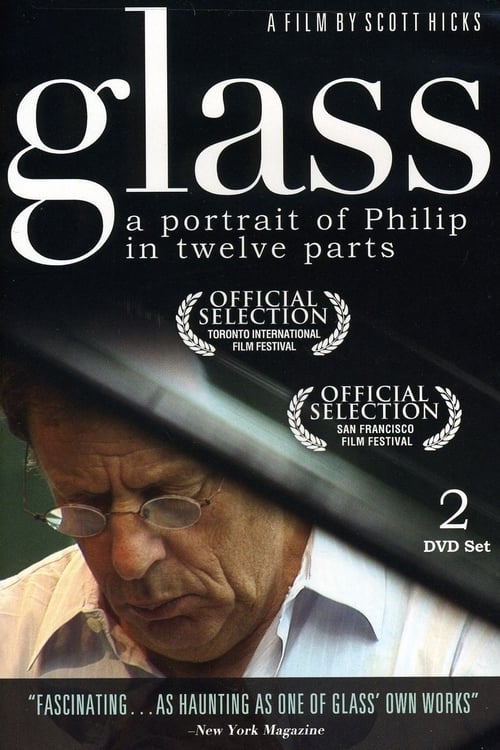 A FILM BY SCOTT HICKS
glass
a portrait of Philip
in twelve parts
OFFICIAL
SELECTION
TORONTO INTERNATIONAL
FILM FESTIVAL
OFFICIAL
SELECTION
SAN FRANCISCO
FILM FESTIVAL
2
DVD Set
“FASCINATING...AS HAUNTING AS ONE OF GLASS’ OWN WORKS”
–New York Magazine